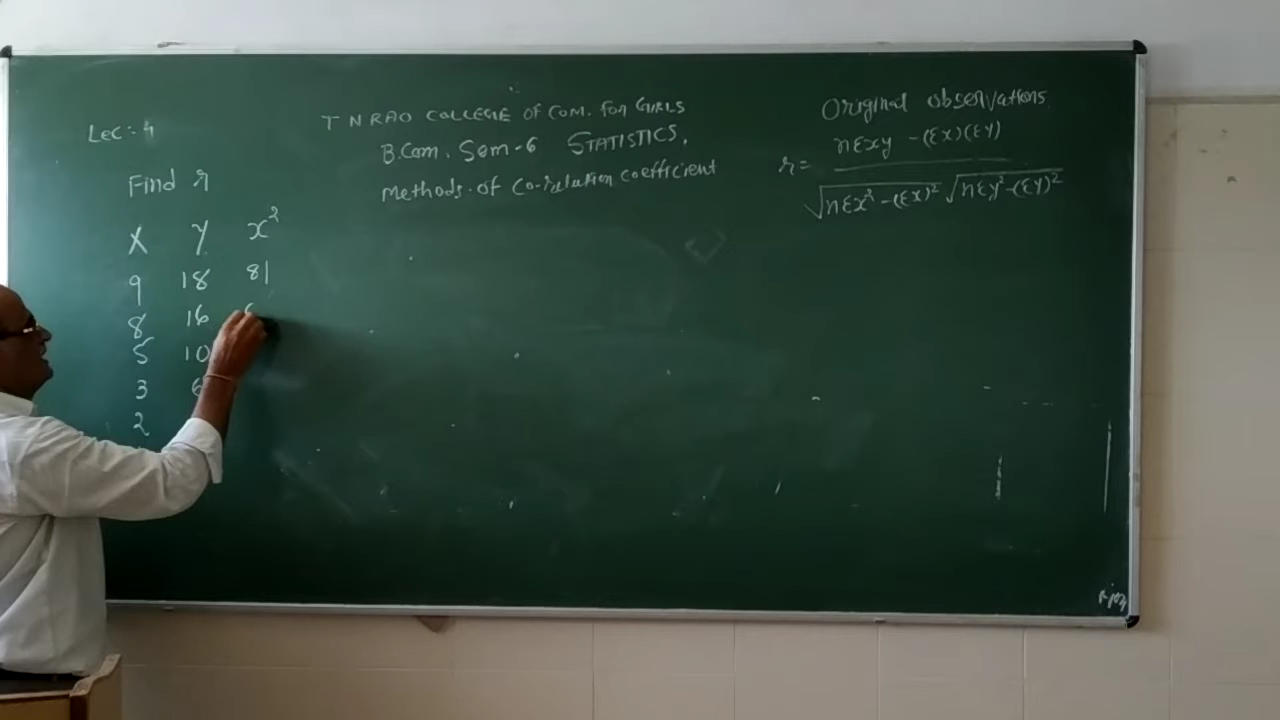 Lec:- 4
T N RAO COLLEGE OF COM. For GIRLS
B.Com. Sem-6 STATISTICS.
Methods. of Co-relation coefficient
Original observations
r = nΣxy - (Σx)(Σy)
√nΣx² - (Σx)² √nΣy² - (Σy)²
Find r
X Y x²
9 18 81
8 16
5 10
3 6
2